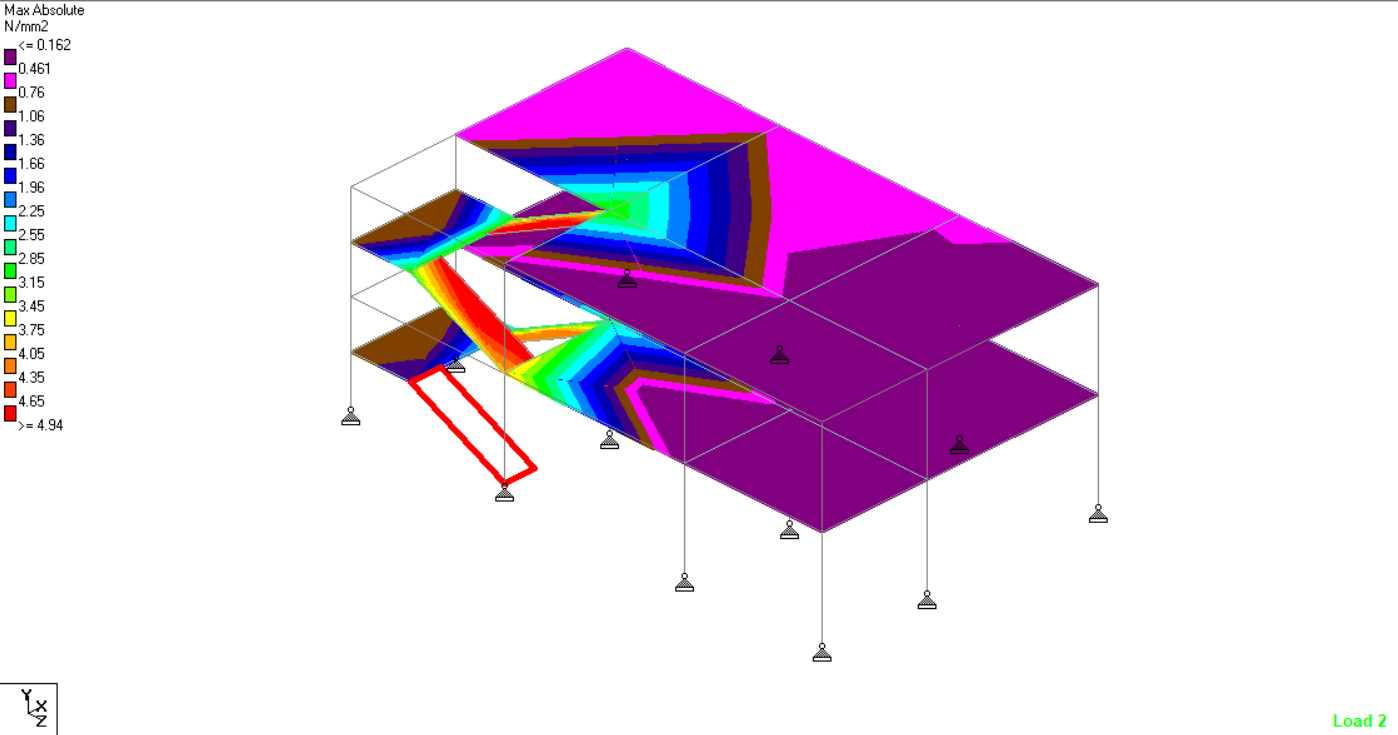 Max Absolute
N/mm2
<= 0.162
0.461
0.76
1.06
1.36
1.66
1.96
2.25
2.55
2.85
3.15
3.45
3.75
4.05
4.35
4.65
>= 4.94
Y
X
Z
Load 2